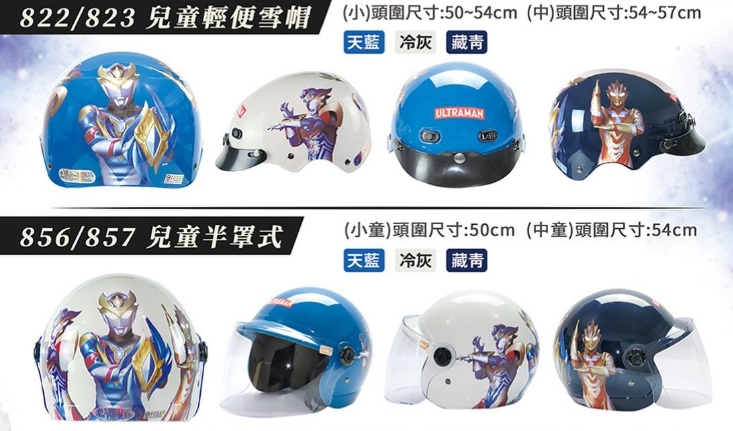 822/823 兒童輕便雪帽
(小)頭圍尺寸:50~54cm (中)頭圍尺寸:54~57cm
天藍 冷灰 藏青
ULTRAMAN
856/857 兒童半罩式
(小童)頭圍尺寸:50cm (中童)頭圍尺寸:54cm
天藍 冷灰 藏青
ULTRAMAN